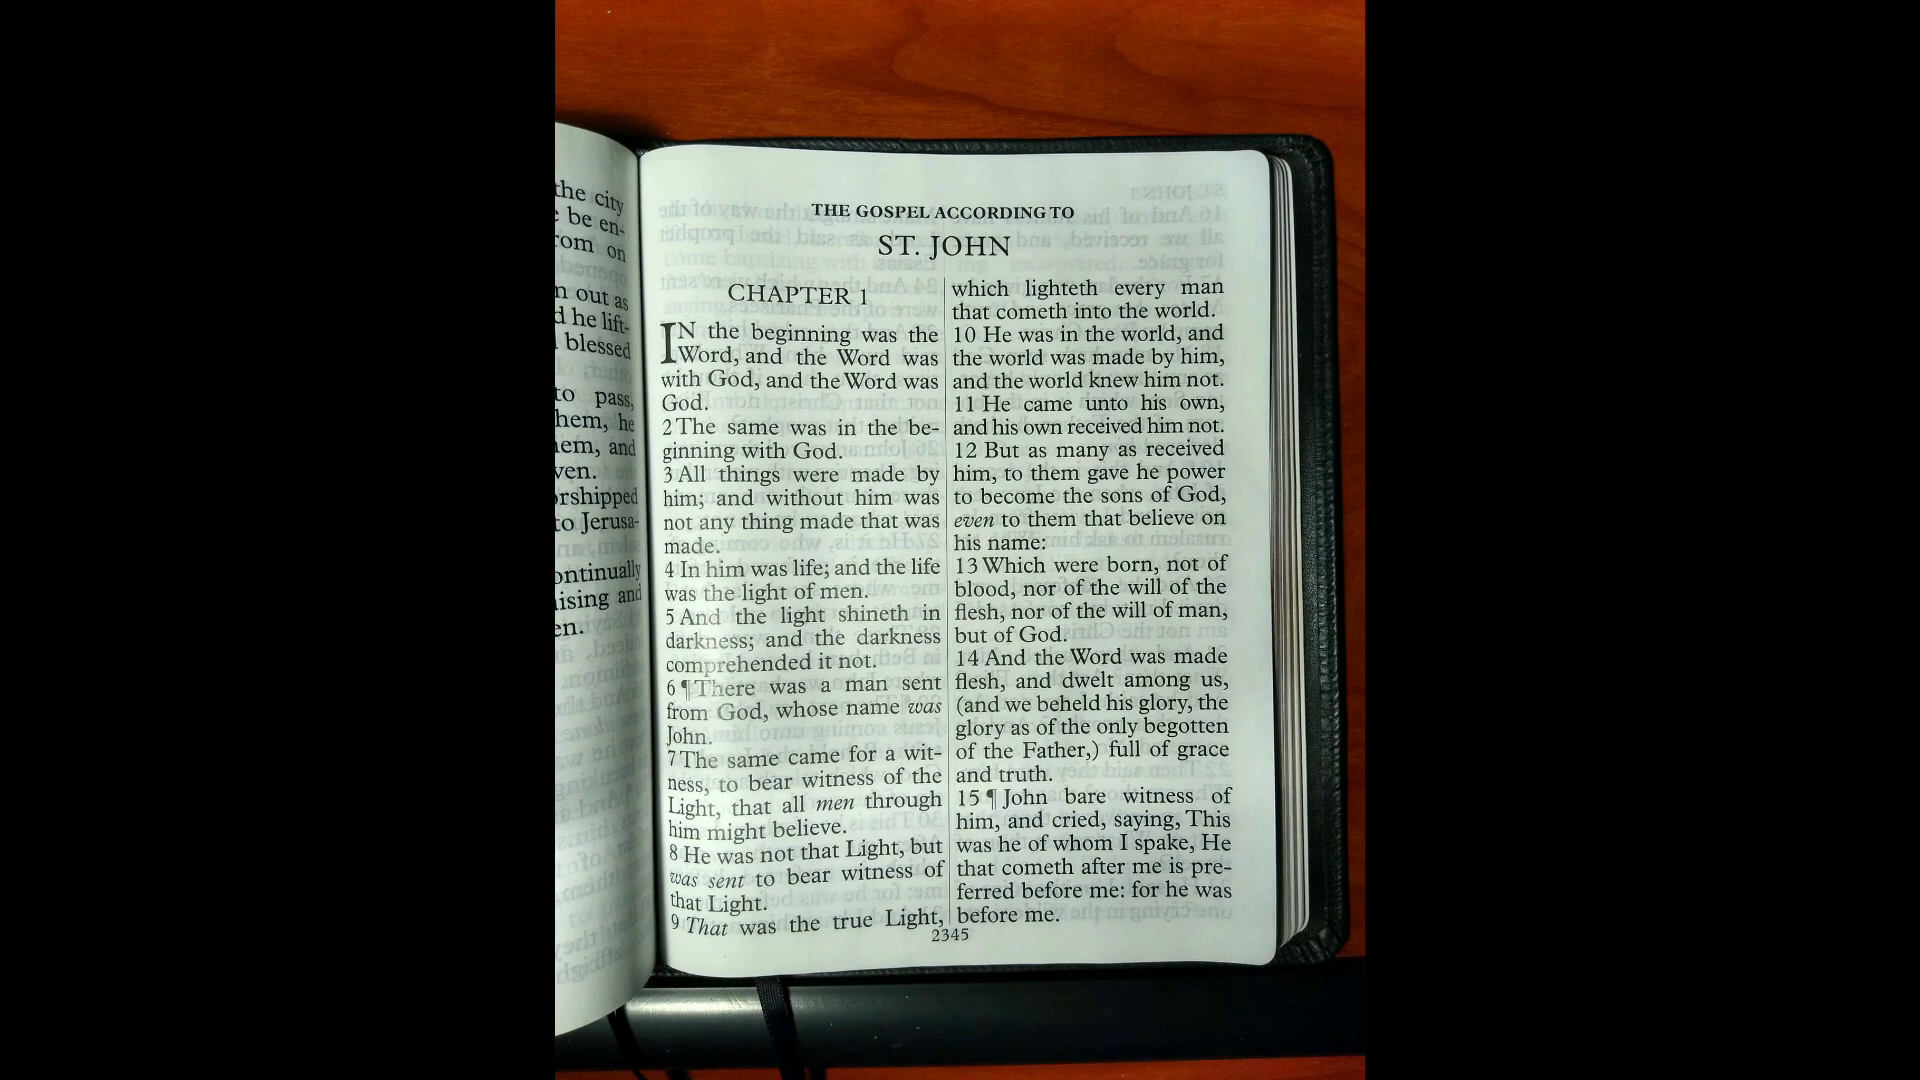 the city
be en-
rom on
n out as
d he lift-
blessed
to pass,
hem, he
em, and
ven.
rshipped
to Jerusa-
ontinually
ising and
en.
THE GOSPEL ACCORDING TO
ST. JOHN
CHAPTER 1
IN the beginning was the
Word, and the Word was
with God, and the Word was
God.
2 The same was in the be-
ginning with God.
3 All things were made by
him; and without him was
not any thing made that was
made.
4 In him was life; and the life
was the light of men.
5 And the light shineth in
darkness; and the darkness
comprehended it not.
6 ¶ There was a man sent
from God, whose name was
John.
7 The same came for a wit-
ness, to bear witness of the
Light, that all men through
him might believe.
8 He was not that Light, but
was sent to bear witness of
that Light.
9 That was the true Light,
which lighteth every man
that cometh into the world.
10 He was in the world, and
the world was made by him,
and the world knew him not.
11 He came unto his own,
and his own received him not.
12 But as many as received
him, to them gave he power
to become the sons of God,
even to them that believe on
his name:
13 Which were born, not of
blood, nor of the will of the
flesh, nor of the will of man,
but of God.
14 And the Word was made
flesh, and dwelt among us,
(and we beheld his glory, the
glory as of the only begotten
of the Father,) full of grace
and truth.
15 ¶ John bare witness of
him, and cried, saying, This
was he of whom I spake, He
that cometh after me is pre-
ferred before me: for he was
before me.
2345